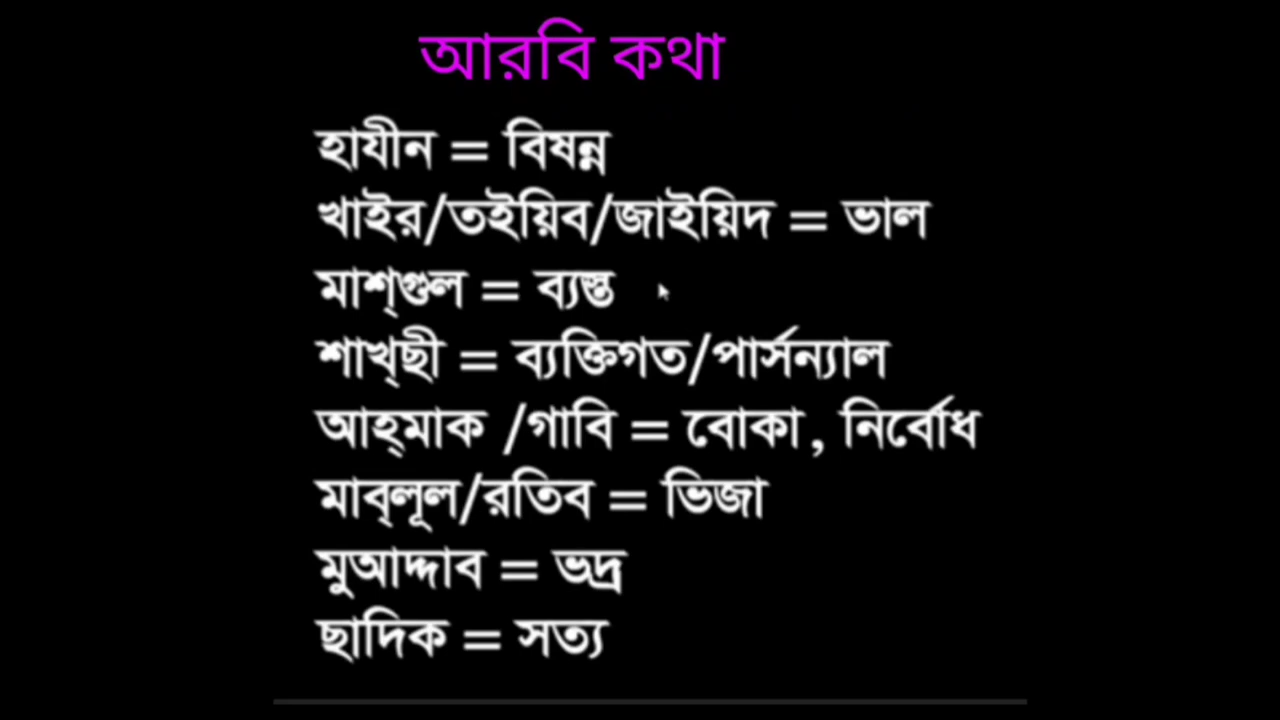 আরবি কথা
হাযীন = বিষন্ন
খাইর/তইয়িব/জাইয়িদ = ভাল
মাশ্গুল = ব্যস্ত
শাখ্ছী = ব্যক্তিগত/পার্সন্যাল
আহ্মাক /গাবি = বোকা, নির্বোধ
মাব্লূল/রতিব = ভিজা
মুআদ্দাব = ভদ্র
ছাদিক = সত্য